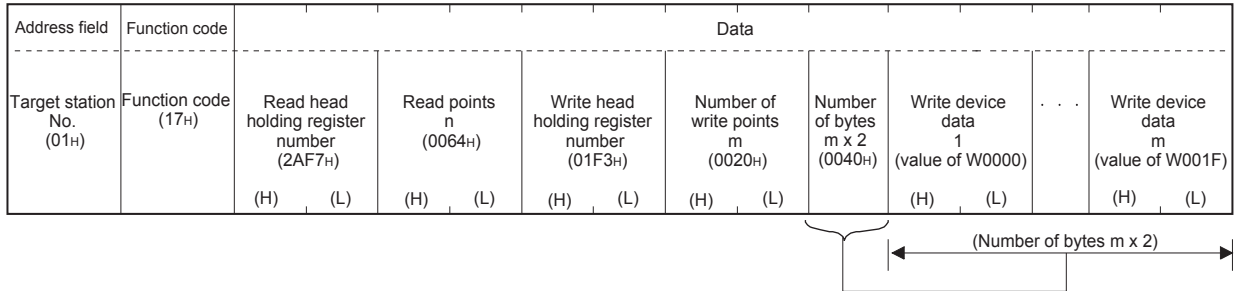 Address field Function code Data
Target station No. (01H)
Function code (17H)
Read head holding register number (2AF7H)
Read points n (0064H)
Write head holding register number (01F3H)
Number of write points m (0020H)
Number of bytes m x 2 (0040H)
Write device data 1 (value of W0000)
. . .
Write device data m (value of W001F)
(H) (L) (H) (L) (H) (L) (H) (L) (H) (L) (H) (L)
(Number of bytes m x 2)